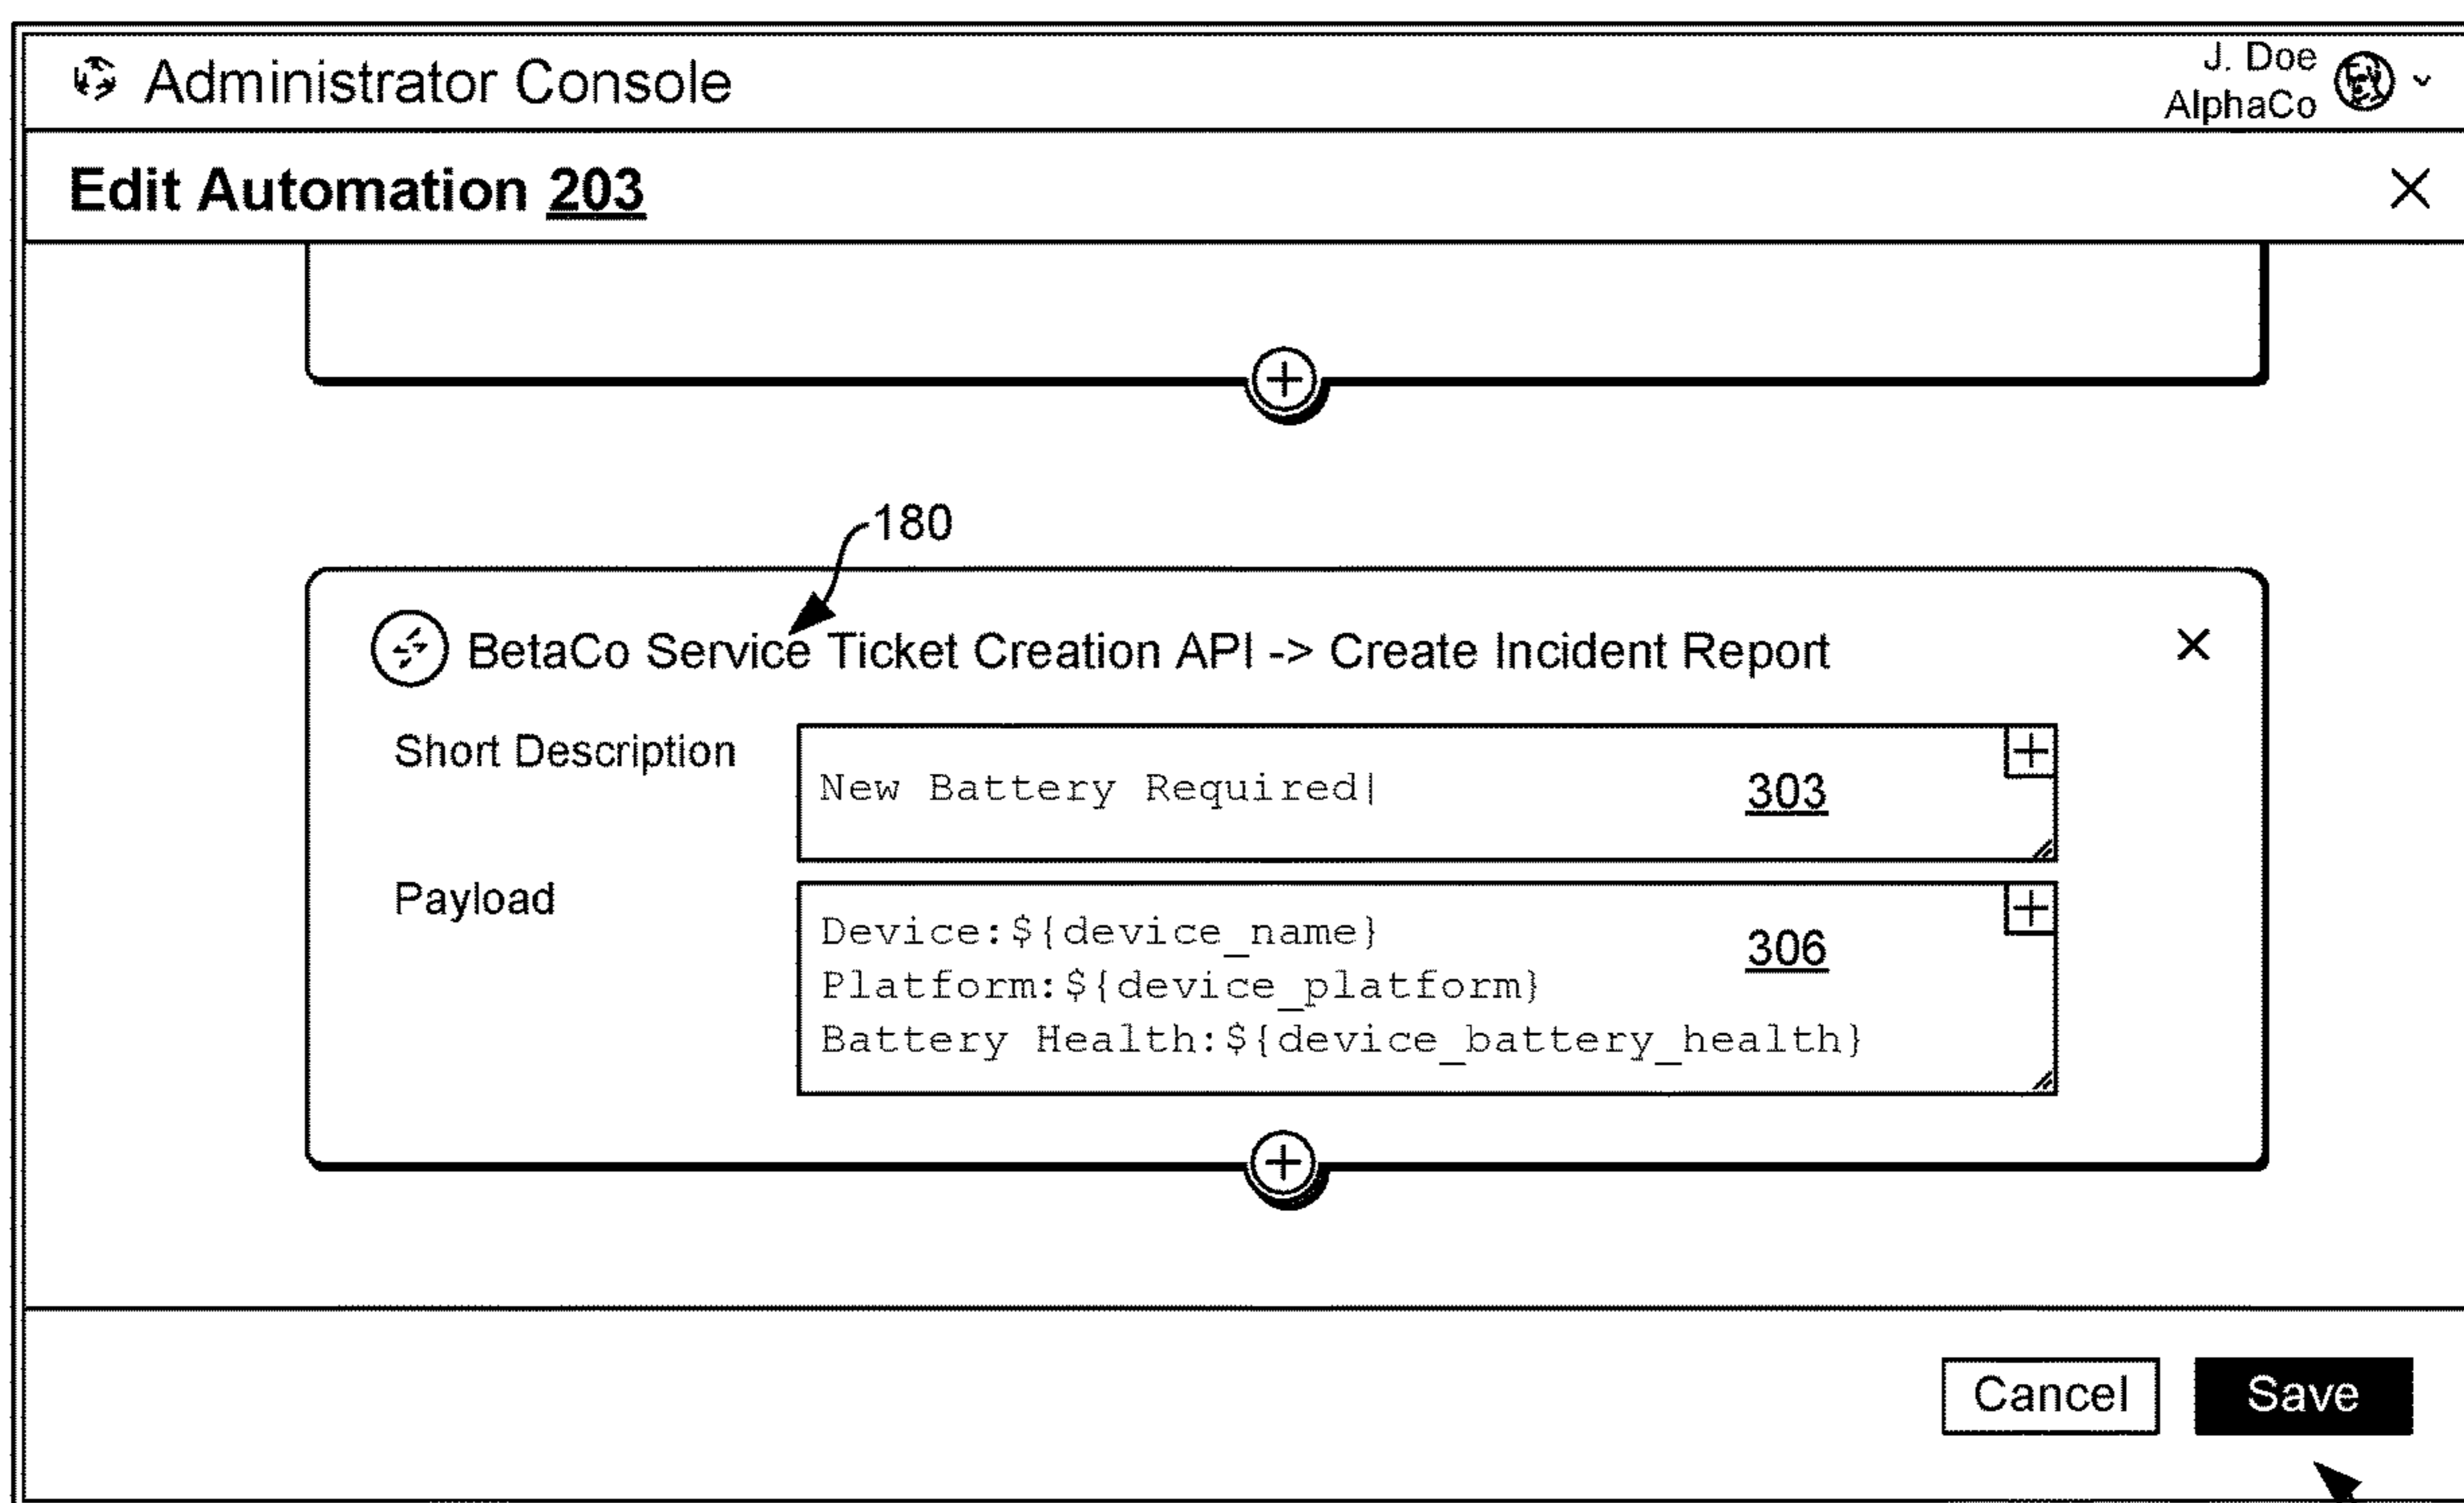 Administrator Console
J. Doe
AlphaCo
Edit Automation 203
180
BetaCo Service Ticket Creation API -> Create Incident Report
Short Description
New Battery Required|
303
Payload
Device:${device_name}
306
Platform:${device_platform}
Battery Health:${device_battery_health}
Cancel
Save